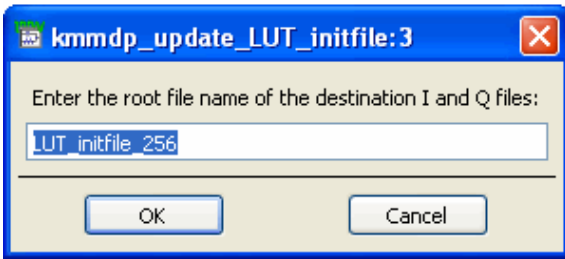 kmmdp_update_LUT_initfile:3
Enter the root file name of the destination I and Q files:
LUT_initfile_256
OK
Cancel